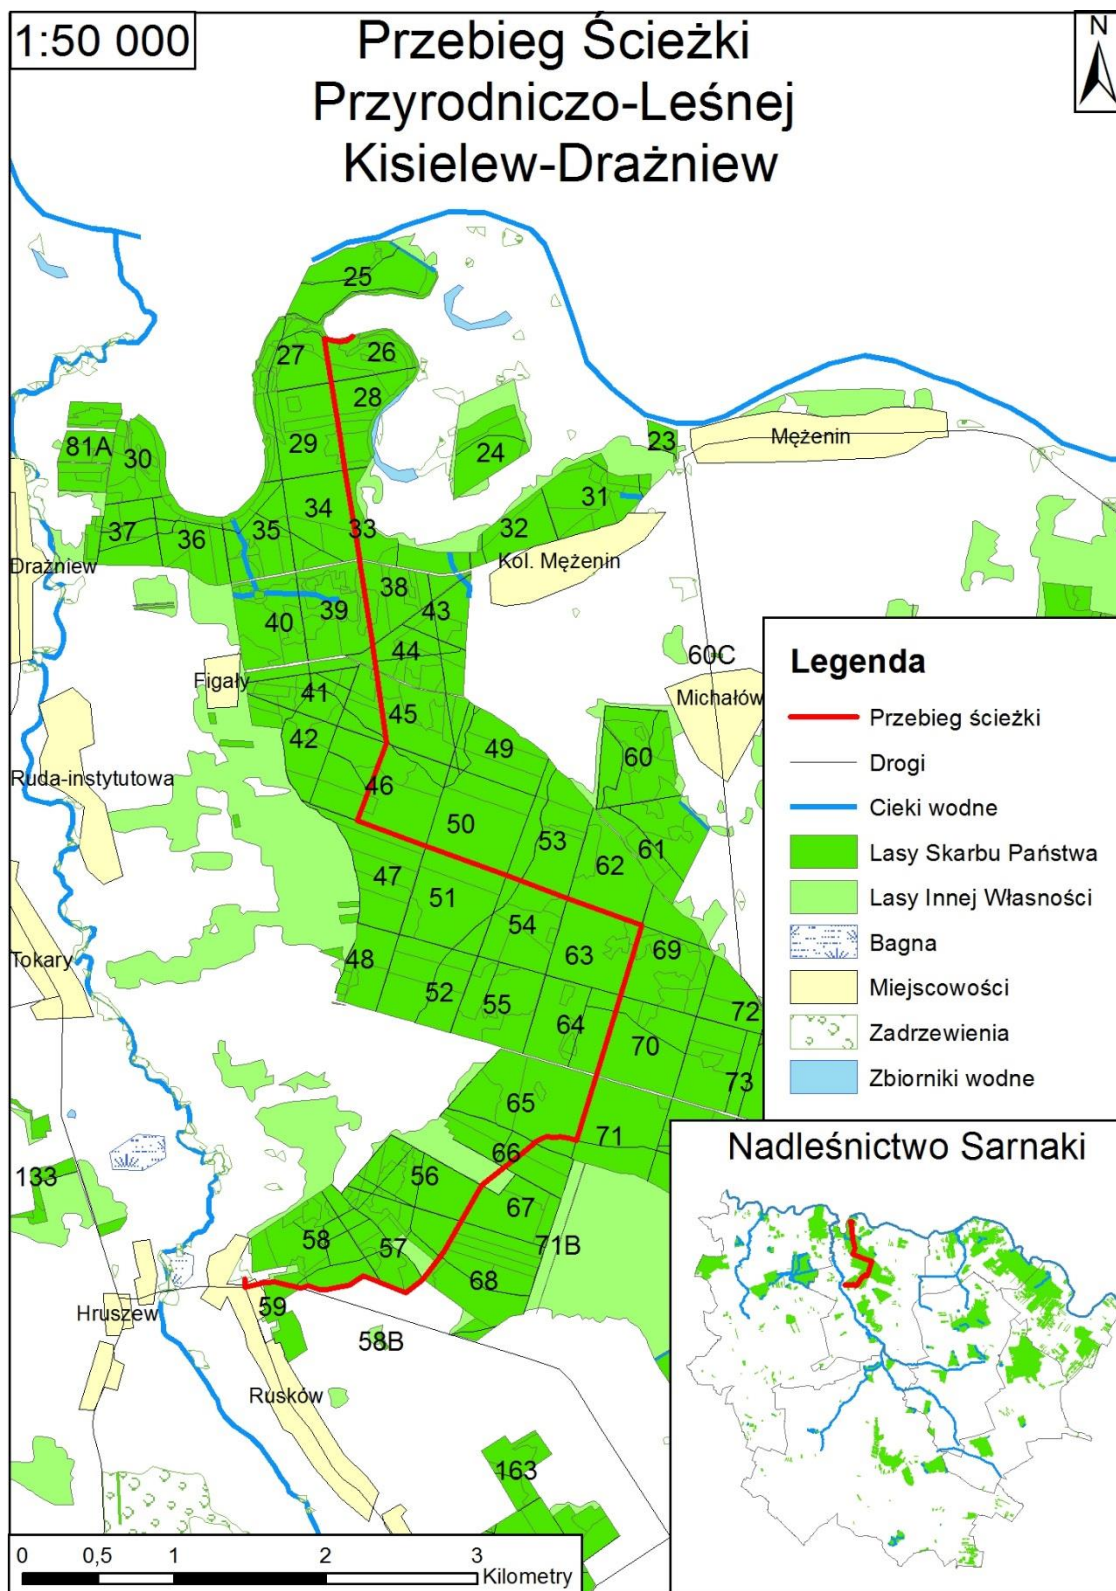 1:50 000
Przebieg Ścieżki
Przyrodniczo-Leśnej
Kisielew-Drażniew
N
25
27
26
28
29
24
23
Mężenin
81A
30
31
34
32
37
36
35
33
Kol. Mężenin
Drażniew
38
43
40
39
44
60C
Figały
41
45
Michałów
42
49
60
Ruda-instytutowa
46
50
53
61
62
47
51
54
63
69
Tokary
48
52
55
64
72
70
73
65
71
66
133
56
67
58
57
71B
68
59
Hruszew
58B
Rusków
163
Legenda
Przebieg ścieżki
Drogi
Cieki wodne
Lasy Skarbu Państwa
Lasy Innej Własności
Bagna
Miejscowości
Zadrzewienia
Zbiorniki wodne
Nadleśnictwo Sarnaki
0 0,5 1 2 3
Kilometry